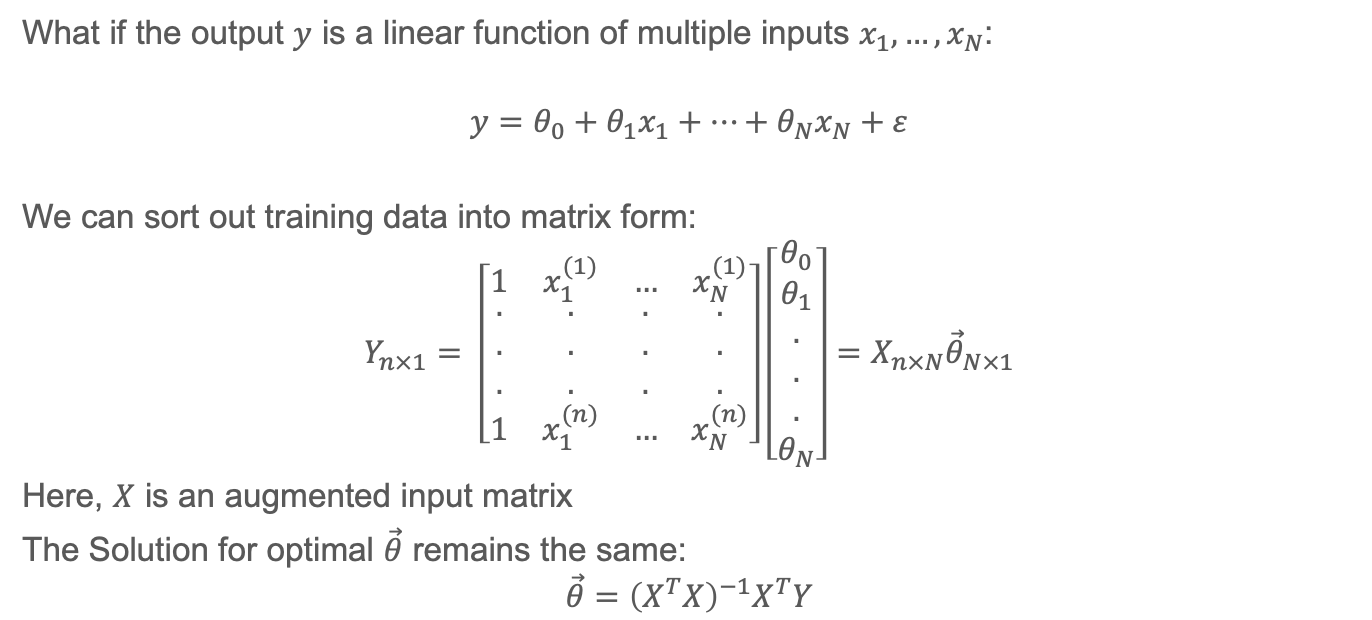 What if the output y is a linear function of multiple inputs x₁, … , x_N:
y = θ₀ + θ₁x₁ + ⋯ + θ_N x_N + ε
We can sort out training data into matrix form:
Y_{n×1} = [1 x₁^{(1)} … x_N^{(1)} . . . . . . . . . . . . 1 x₁^{(n)} … x_N^{(n)}] [θ₀ θ₁ . . . θ_N] = X_{n×N} θ⃗_{N×1}
Here, X is an augmented input matrix
The Solution for optimal θ⃗ remains the same:
θ⃗ = (XᵀX)⁻¹XᵀY